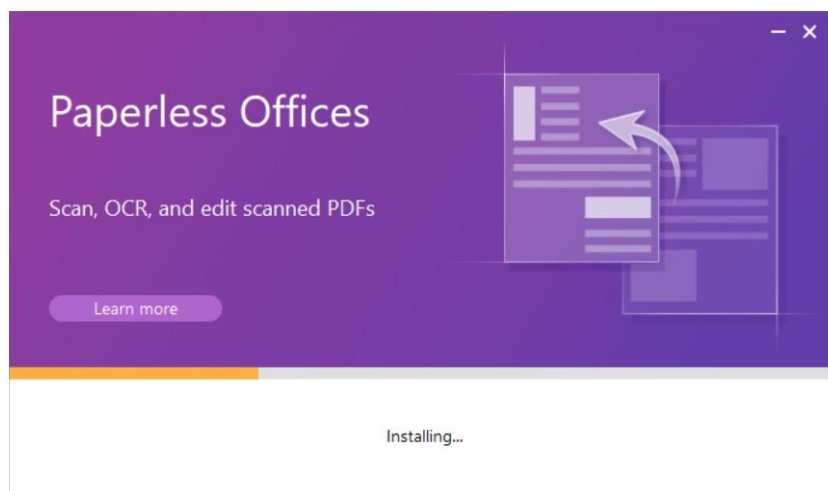 Paperless Offices
Scan, OCR, and edit scanned PDFs
Learn more
Installing...